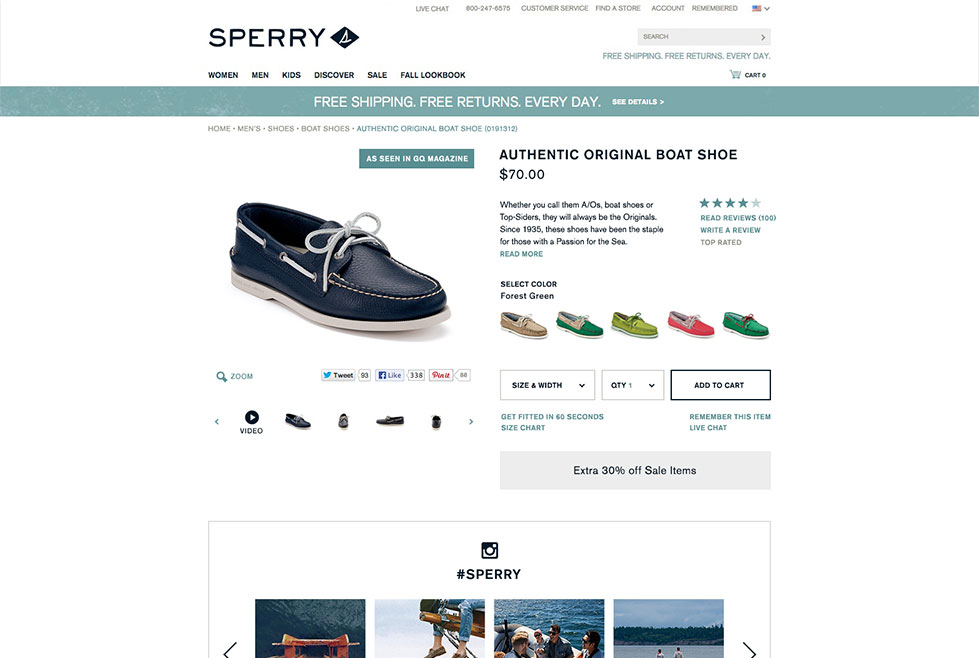 LIVE CHAT 800-247-6575 CUSTOMER SERVICE FIND A STORE ACCOUNT REMEMBERED
SPERRY
SEARCH
FREE SHIPPING. FREE RETURNS. EVERY DAY.
WOMEN MEN KIDS DISCOVER SALE FALL LOOKBOOK
CART 0
FREE SHIPPING. FREE RETURNS. EVERY DAY. SEE DETAILS >
HOME • MEN'S • SHOES • BOAT SHOES • AUTHENTIC ORIGINAL BOAT SHOE (0191312)
AS SEEN IN GQ MAGAZINE
AUTHENTIC ORIGINAL BOAT SHOE
$70.00
Whether you call them A/Os, boat shoes or
Top-Siders, they will always be the Originals.
Since 1935, these shoes have been the staple
for those with a Passion for the Sea.
READ MORE
READ REVIEWS (100)
WRITE A REVIEW
TOP RATED
SELECT COLOR
Forest Green
ZOOM
Tweet 93 Like 338 Pin it 88
VIDEO
SIZE & WIDTH
QTY 1
ADD TO CART
GET FITTED IN 60 SECONDS
SIZE CHART
REMEMBER THIS ITEM
LIVE CHAT
Extra 30% off Sale Items
#SPERRY